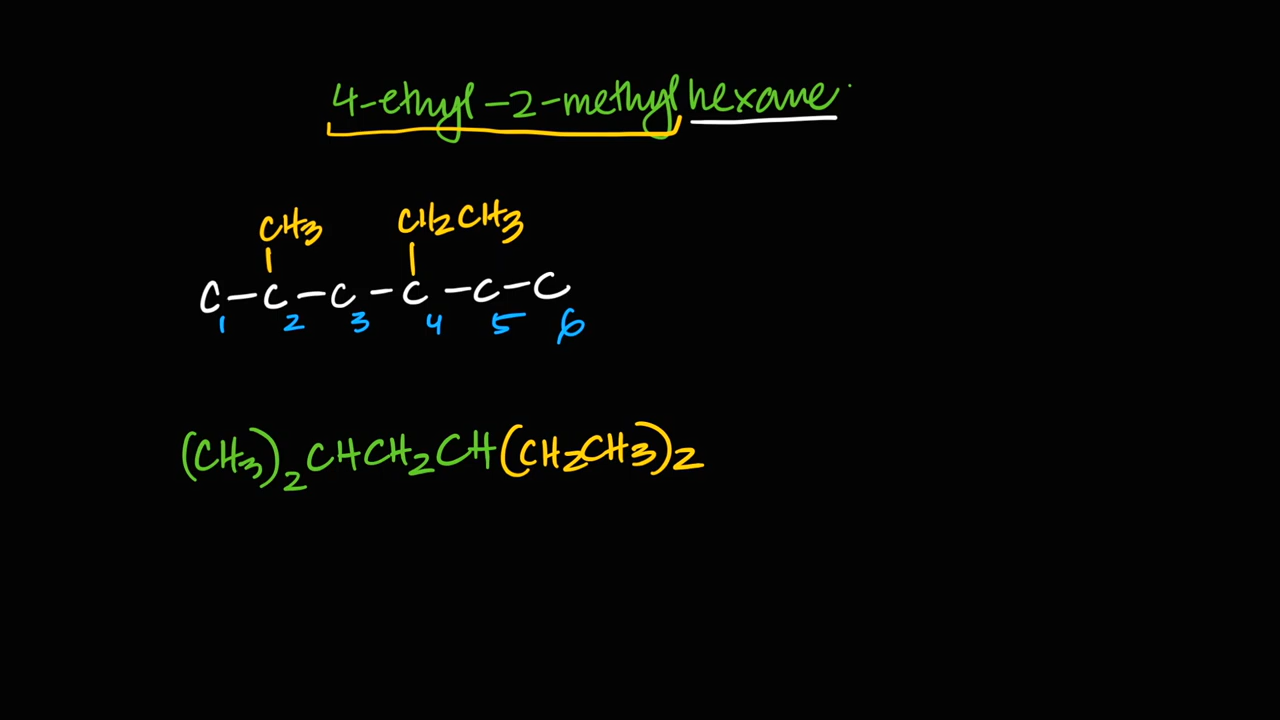 4-ethyl-2-methylhexane
CH3 CH2CH3
C-C-C-C-C-C
1 2 3 4 5 6
(CH3)2CHCH2CH(CH2CH3)2